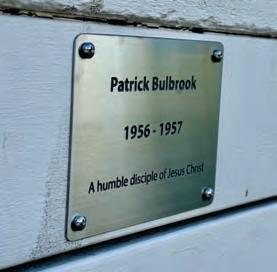 Patrick Bulbrook
1956 - 1957
A humble disciple of Jesus Christ